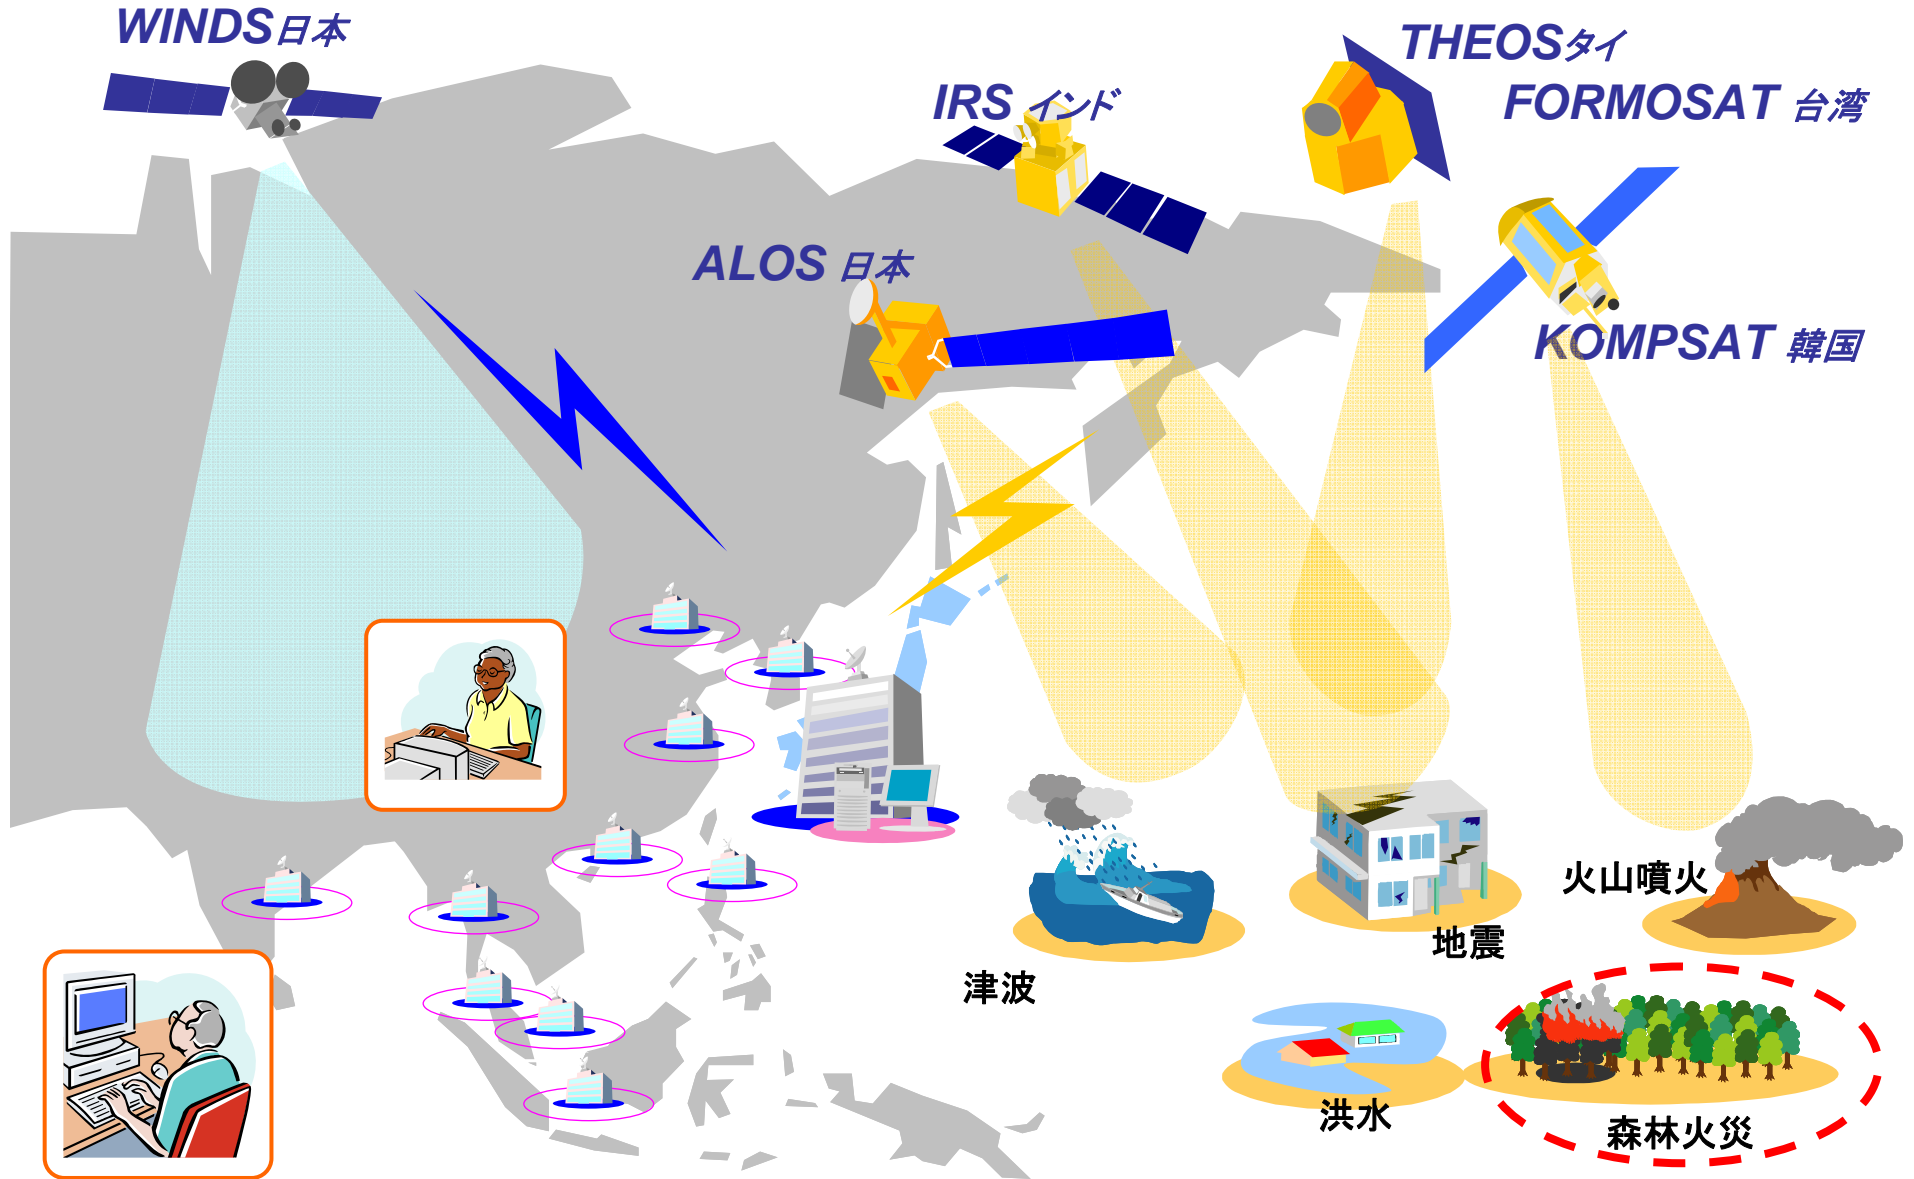 WINDS日本
THEOSタイ
IRS インド
FORMOSAT 台湾
ALOS 日本
KOMPSAT 韓国
火山噴火
地震
津波
洪水
森林火災